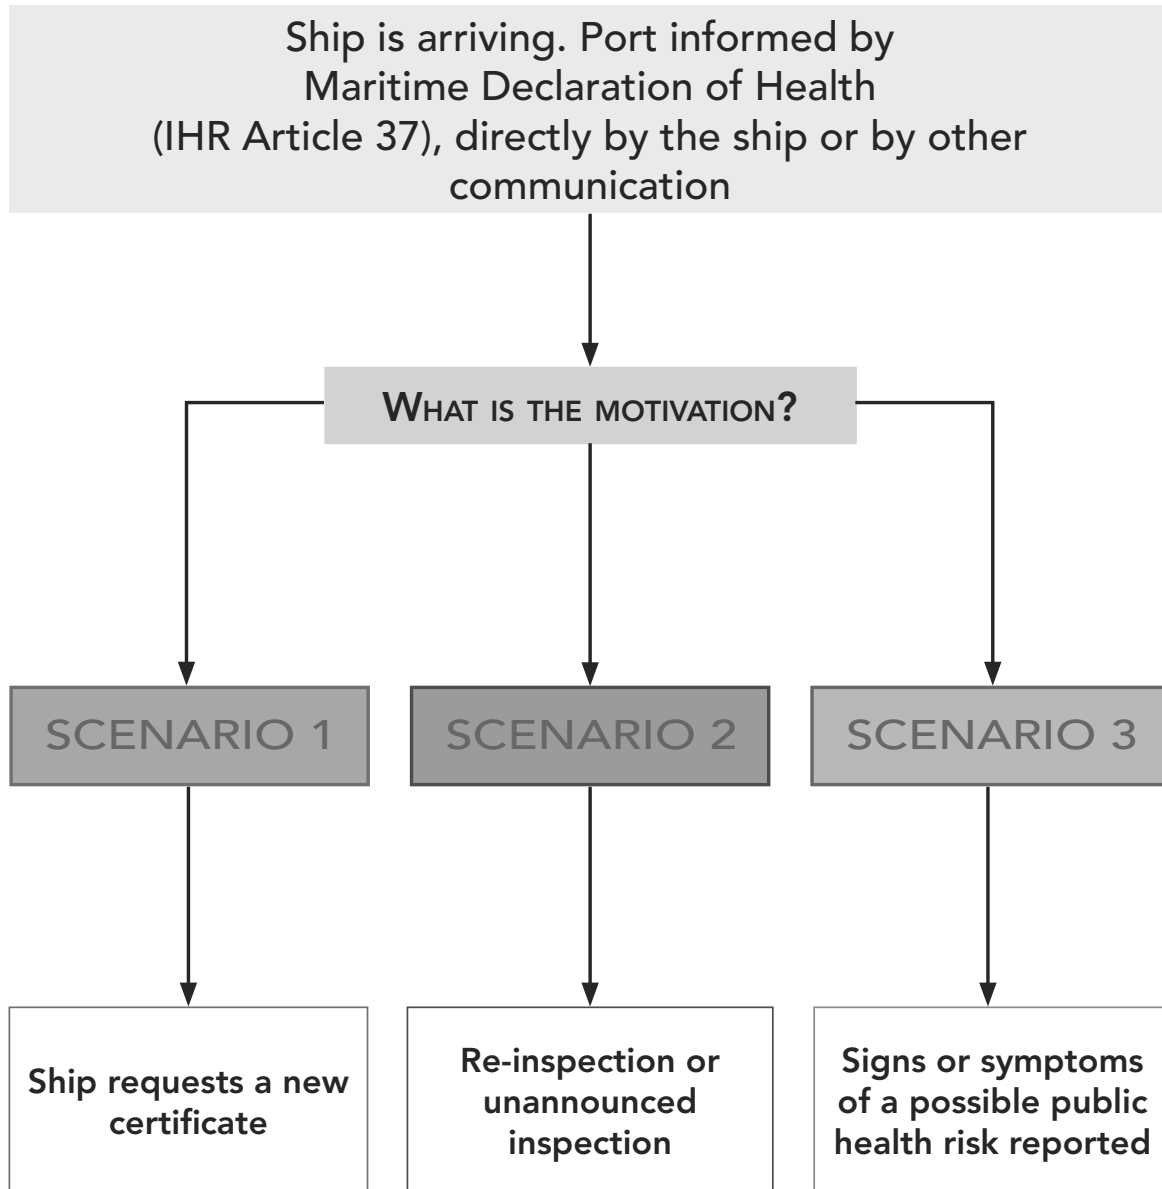 Ship is arriving. Port informed by
Maritime Declaration of Health
(IHR Article 37), directly by the ship or by other
communication
WHAT IS THE MOTIVATION?
SCENARIO 1
SCENARIO 2
SCENARIO 3
Ship requests a new
certificate
Re-inspection or
unannounced
inspection
Signs or symptoms
of a possible public
health risk reported